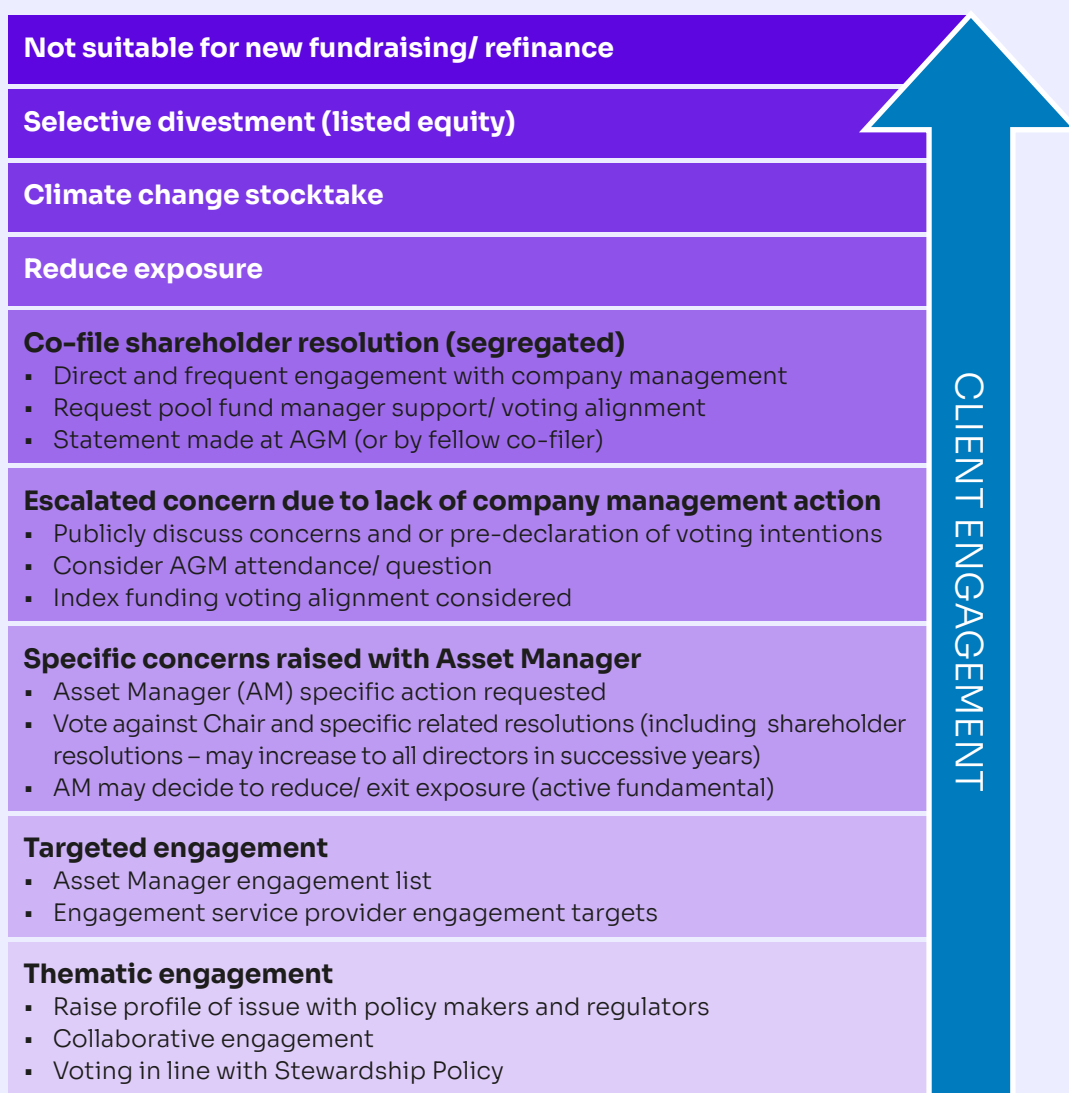 Not suitable for new fundraising/ refinance
Selective divestment (listed equity)
Climate change stocktake
Reduce exposure
Co-file shareholder resolution (segregated)
▪ Direct and frequent engagement with company management
▪ Request pool fund manager support/ voting alignment
▪ Statement made at AGM (or by fellow co-filer)
Escalated concern due to lack of company management action
▪ Publicly discuss concerns and or pre-declaration of voting intentions
▪ Consider AGM attendance/ question
▪ Index funding voting alignment considered
Specific concerns raised with Asset Manager
▪ Asset Manager (AM) specific action requested
▪ Vote against Chair and specific related resolutions (including shareholder
resolutions – may increase to all directors in successive years)
▪ AM may decide to reduce/ exit exposure (active fundamental)
Targeted engagement
▪ Asset Manager engagement list
▪ Engagement service provider engagement targets
Thematic engagement
▪ Raise profile of issue with policy makers and regulators
▪ Collaborative engagement
▪ Voting in line with Stewardship Policy
CLIENT ENGAGEMENT